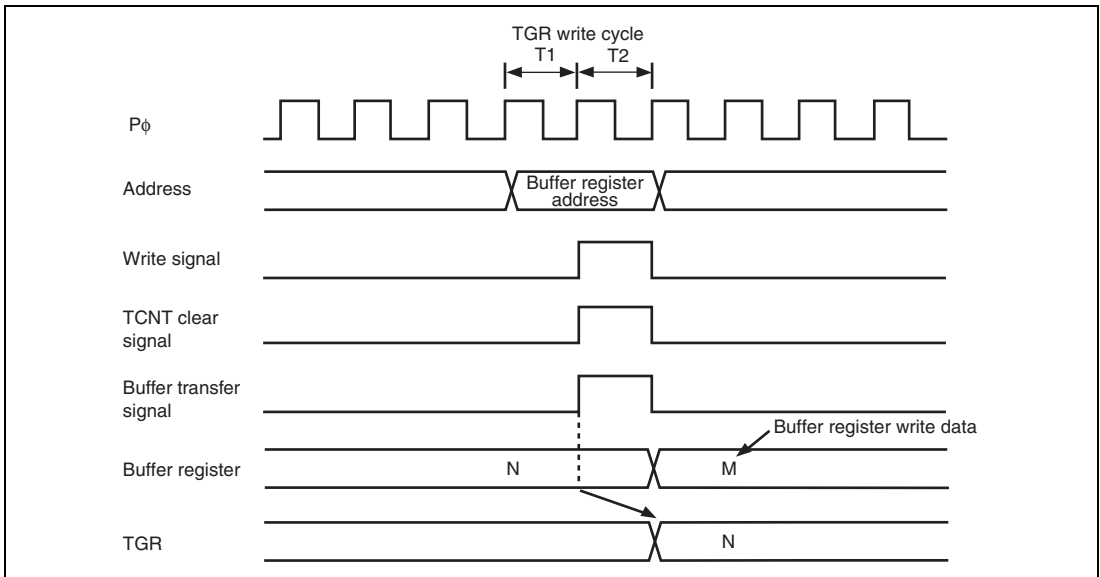 TGR write cycle
T1 T2
Pϕ
Address
Buffer register
address
Write signal
TCNT clear
signal
Buffer transfer
signal
Buffer register write data
Buffer register N M
TGR N